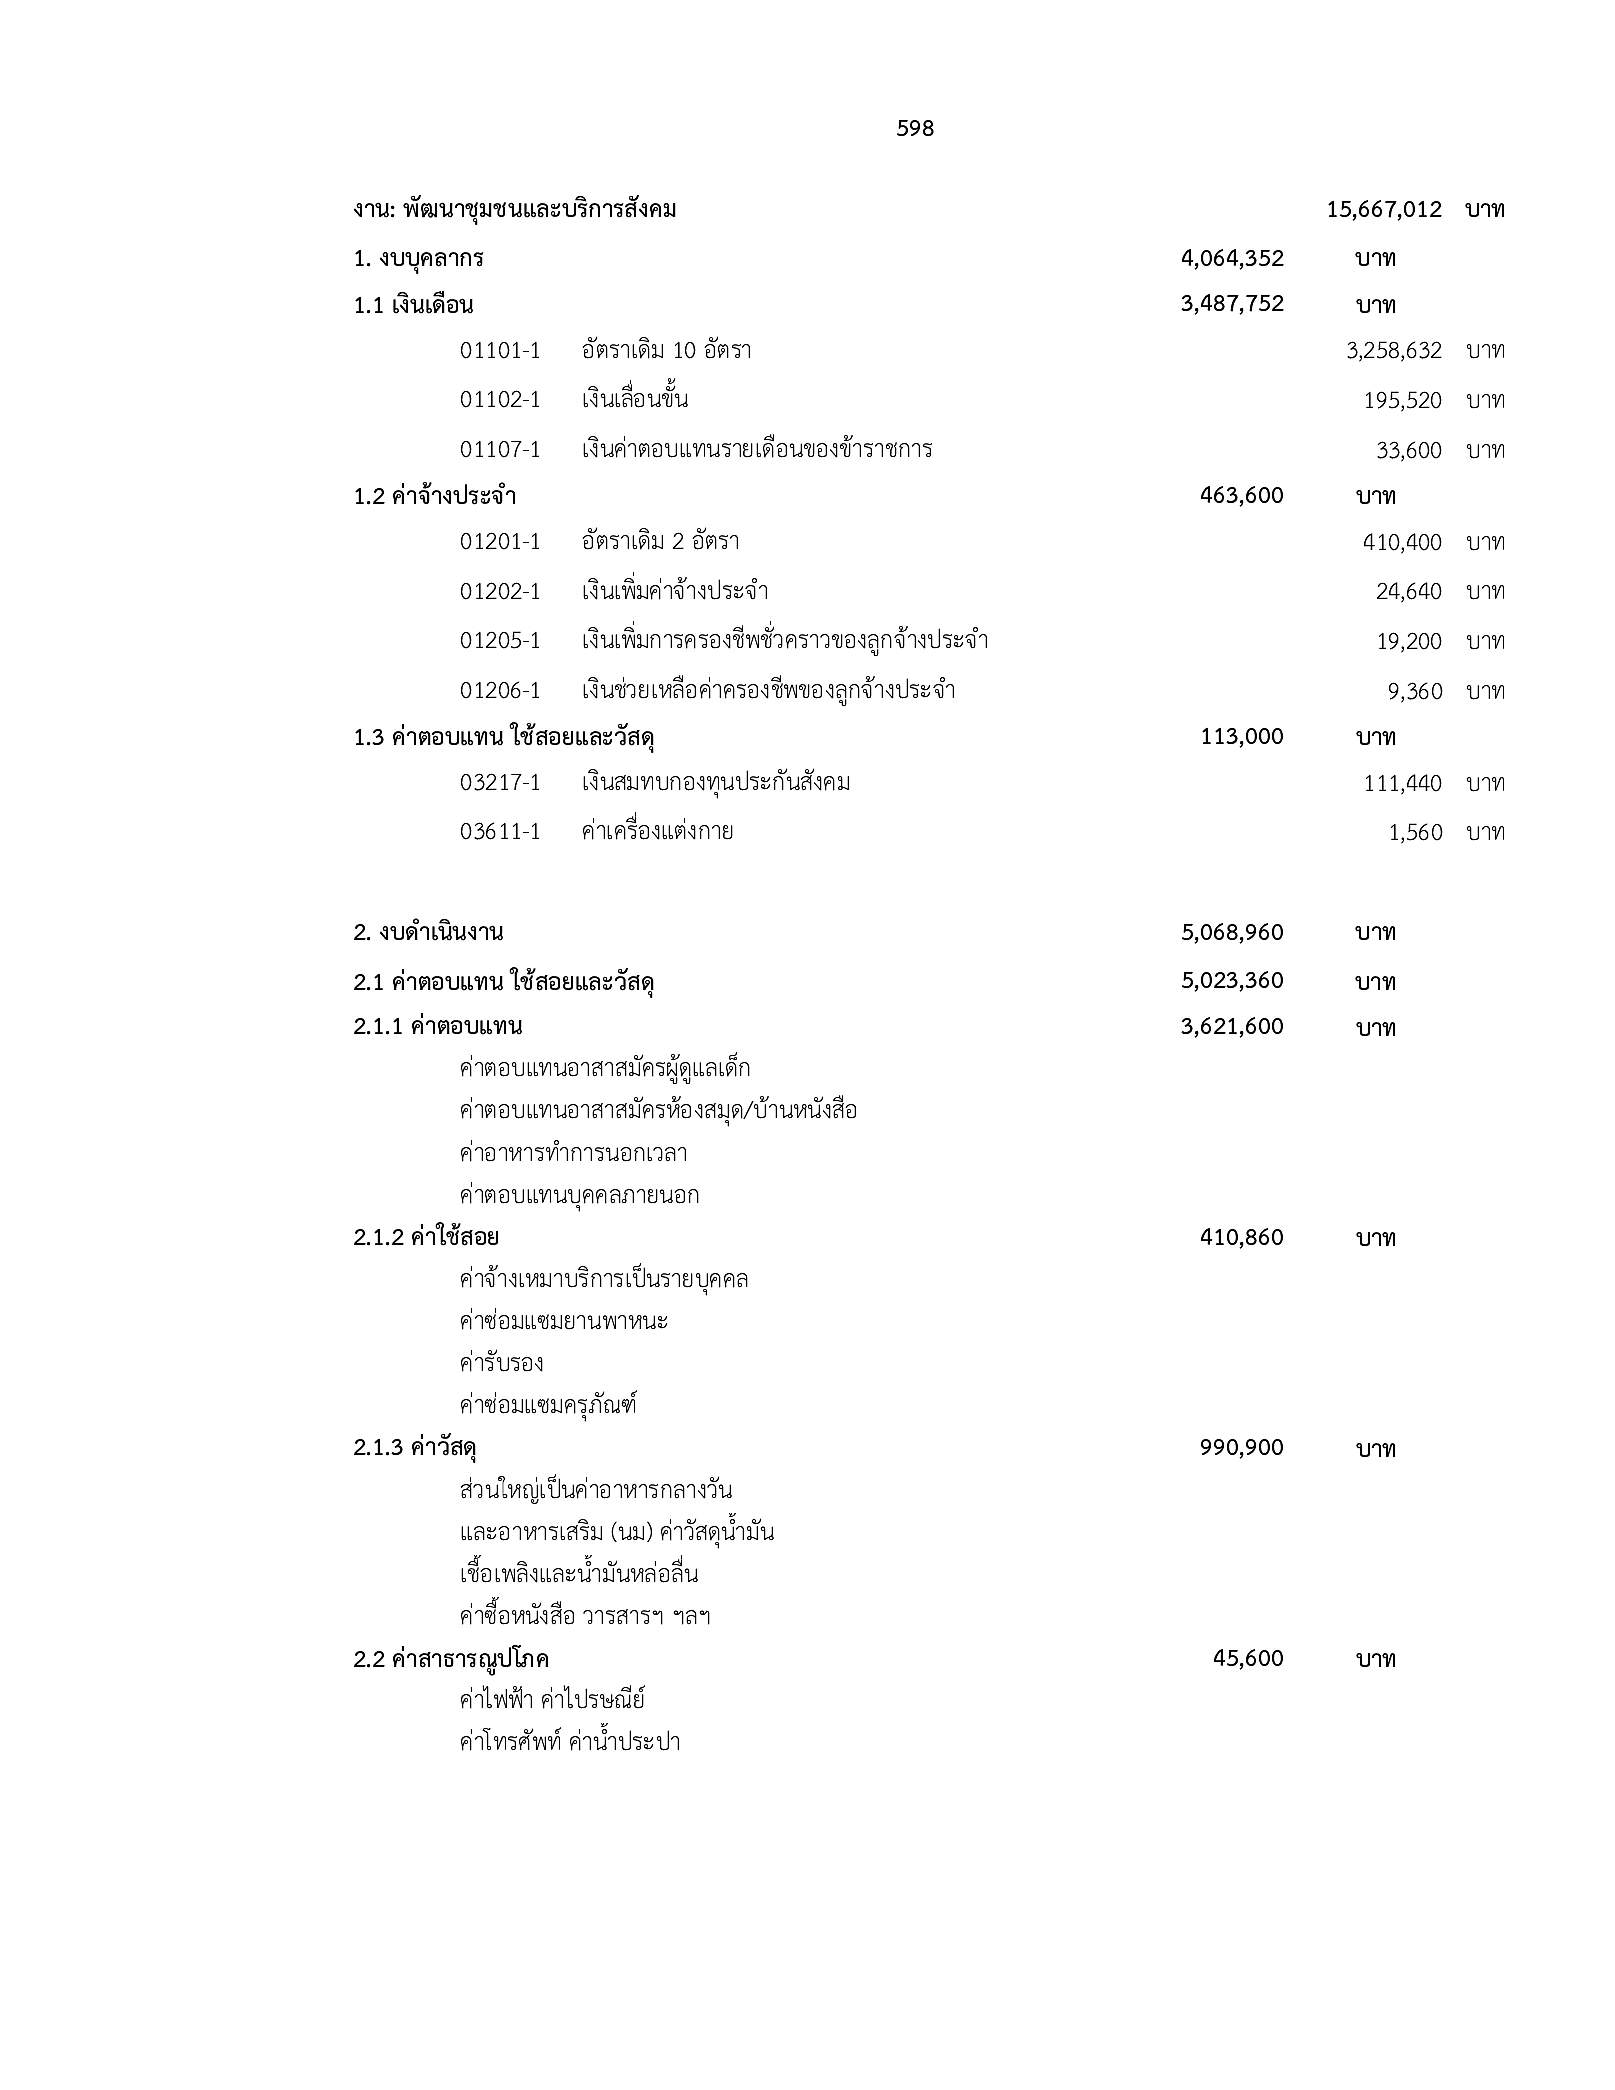 598
งาน: พัฒนาชุมชนและบริการสังคม 15,667,012 บาท
1. งบบุคลากร 4,064,352 บาท
1.1 เงินเดือน 3,487,752 บาท
01101-1 อัตราเดิม 10 อัตรา 3,258,632 บาท
01102-1 เงินเลื่อนขั้น 195,520 บาท
01107-1 เงินค่าตอบแทนรายเดือนของข้าราชการ 33,600 บาท
1.2 ค่าจ้างประจำ 463,600 บาท
01201-1 อัตราเดิม 2 อัตรา 410,400 บาท
01202-1 เงินเพิ่มค่าจ้างประจำ 24,640 บาท
01205-1 เงินเพิ่มการครองชีพชั่วคราวของลูกจ้างประจำ 19,200 บาท
01206-1 เงินช่วยเหลือค่าครองชีพของลูกจ้างประจำ 9,360 บาท
1.3 ค่าตอบแทน ใช้สอยและวัสดุ 113,000 บาท
03217-1 เงินสมทบกองทุนประกันสังคม 111,440 บาท
03611-1 ค่าเครื่องแต่งกาย 1,560 บาท
2. งบดำเนินงาน 5,068,960 บาท
2.1 ค่าตอบแทน ใช้สอยและวัสดุ 5,023,360 บาท
2.1.1 ค่าตอบแทน 3,621,600 บาท
ค่าตอบแทนอาสาสมัครผู้ดูแลเด็ก
ค่าตอบแทนอาสาสมัครห้องสมุด/บ้านหนังสือ
ค่าอาหารทำการนอกเวลา
ค่าตอบแทนบุคคลภายนอก
2.1.2 ค่าใช้สอย 410,860 บาท
ค่าจ้างเหมาบริการเป็นรายบุคคล
ค่าซ่อมแซมยานพาหนะ
ค่ารับรอง
ค่าซ่อมแซมครุภัณฑ์
2.1.3 ค่าวัสดุ 990,900 บาท
ส่วนใหญ่เป็นค่าอาหารกลางวัน
และอาหารเสริม (นม) ค่าวัสดุน้ำมัน
เชื้อเพลิงและน้ำมันหล่อลื่น
ค่าซื้อหนังสือ วารสารฯ ฯลฯ
2.2 ค่าสาธารณูปโภค 45,600 บาท
ค่าไฟฟ้า ค่าไปรษณีย์
ค่าโทรศัพท์ ค่าน้ำประปา